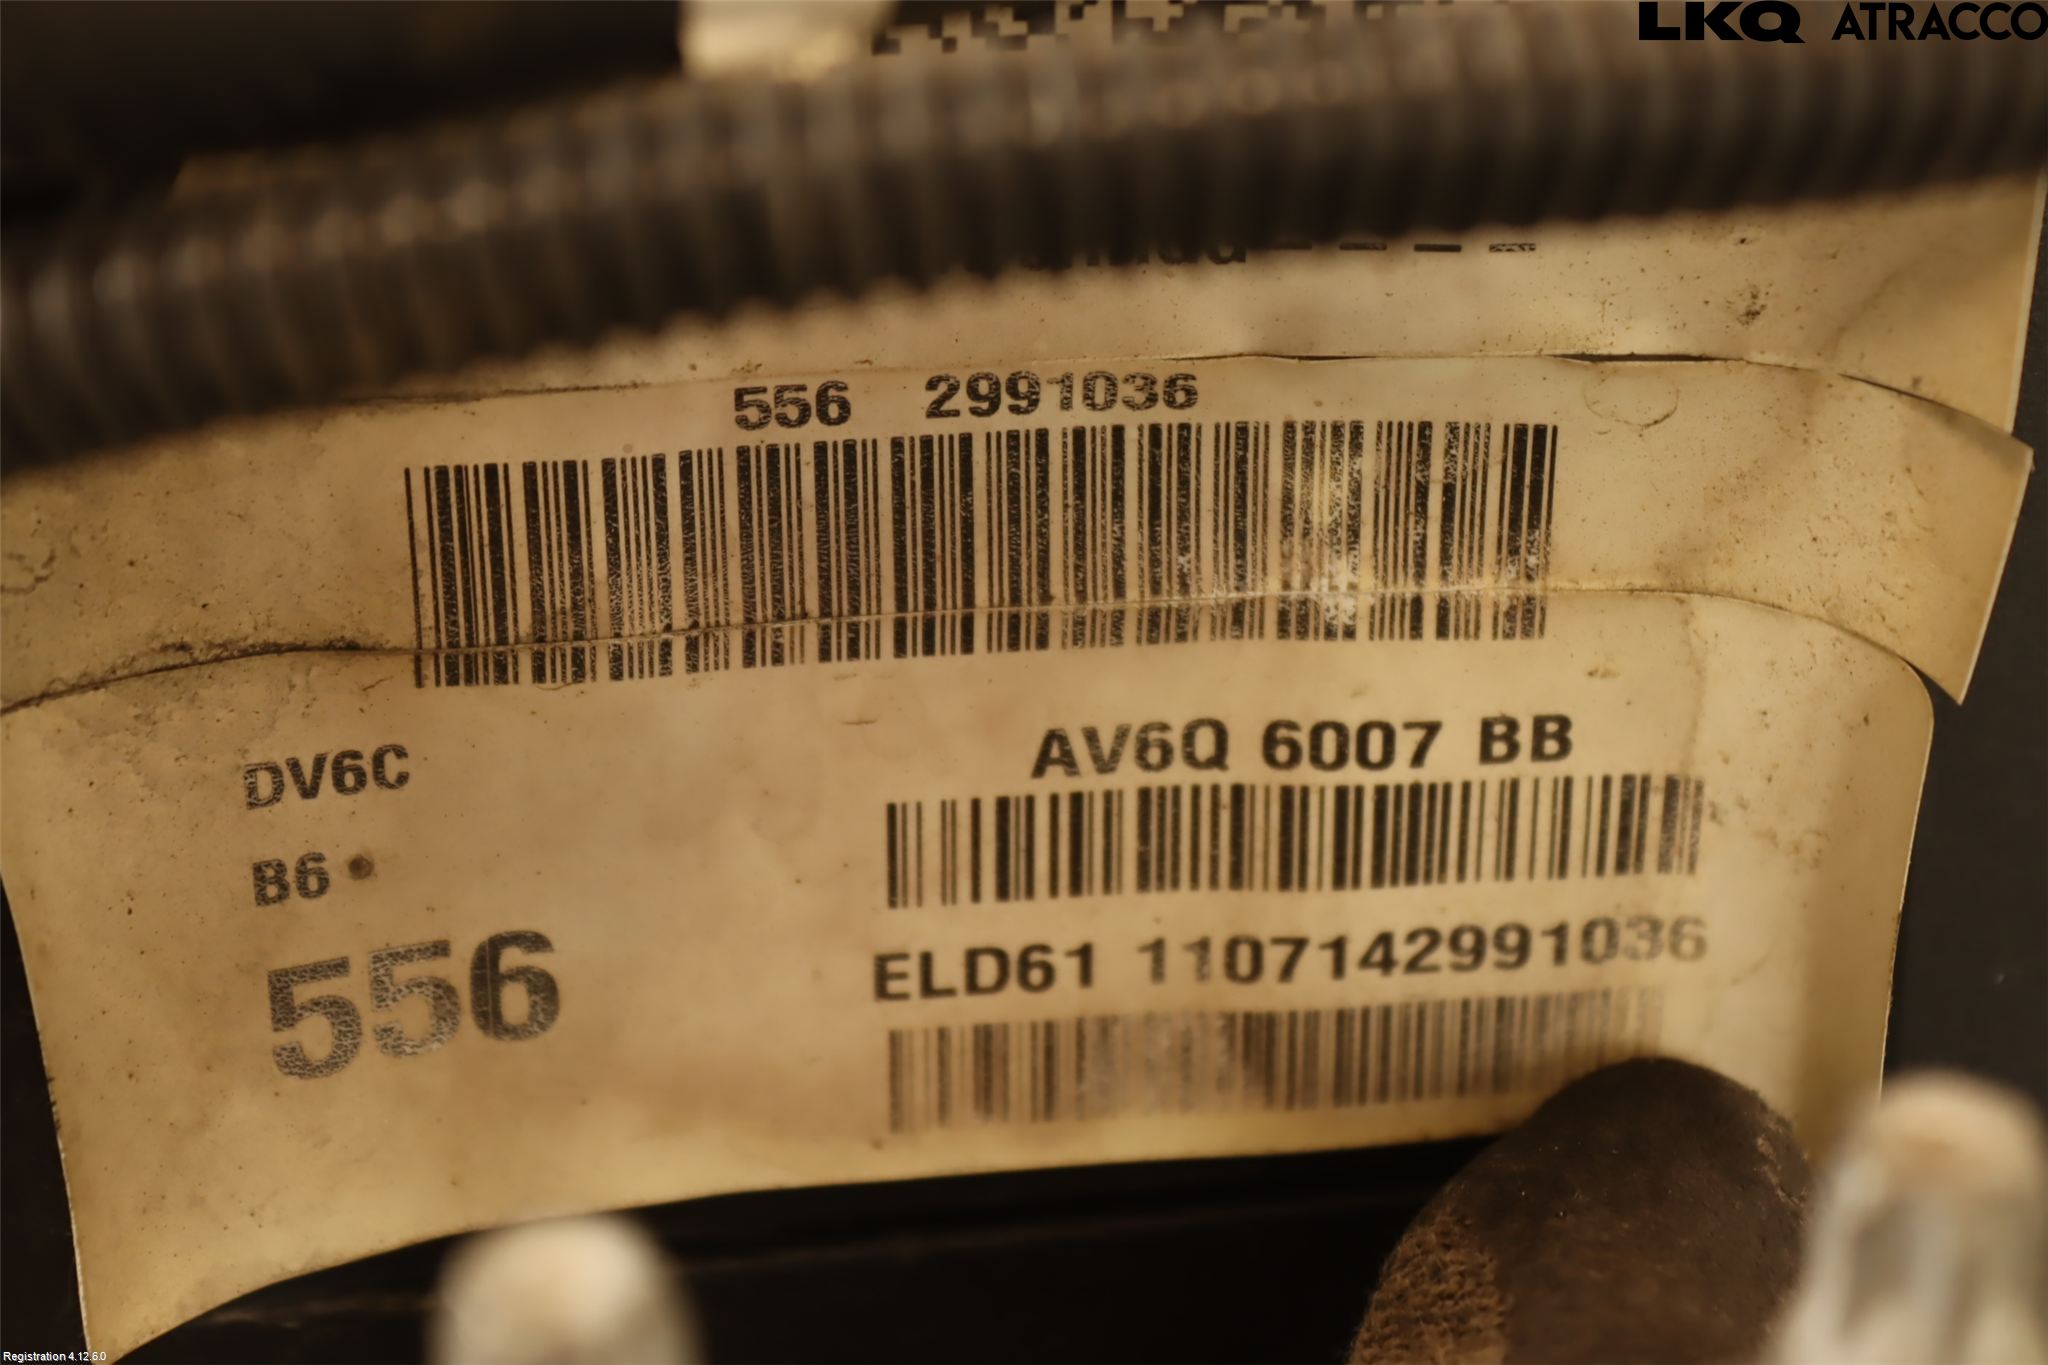 LKQ ATRACCO
556 2991036
DV6C
AV6Q 6007 BB
B6
ELD61 1107142991036
556
Registration 4.12.6.0